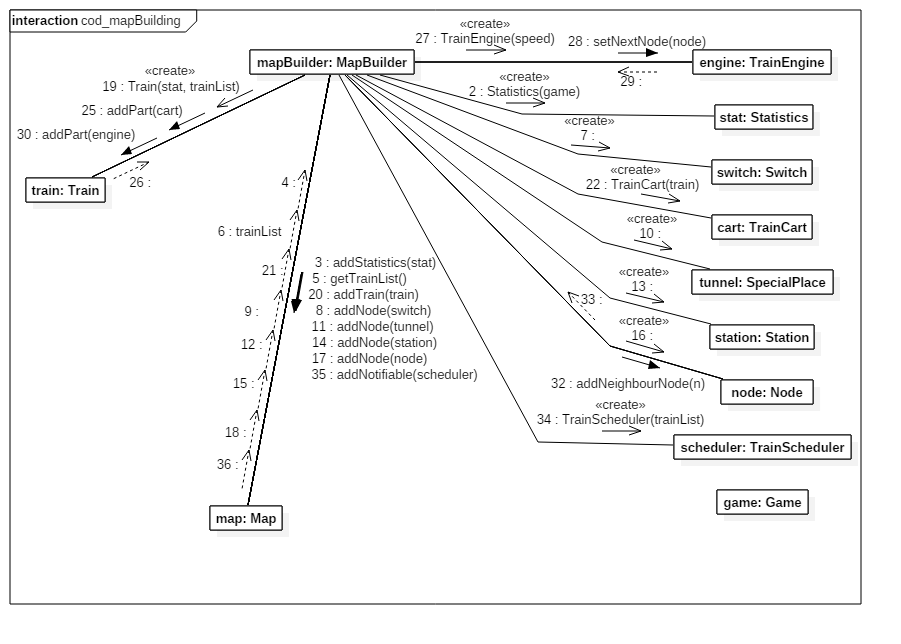 interaction cod_mapBuilding
«create»
27 : TrainEngine(speed)
28 : setNextNode(node)
mapBuilder: MapBuilder
engine: TrainEngine
29 :
«create»
19 : Train(stat, trainList)
25 : addPart(cart)
30 : addPart(engine)
26 :
train: Train
«create»
2 : Statistics(game)
stat: Statistics
«create»
7 :
switch: Switch
«create»
22 : TrainCart(train)
cart: TrainCart
«create»
10 :
tunnel: SpecialPlace
«create»
13 :
station: Station
33 :
«create»
16 :
32 : addNeighbourNode(n)
node: Node
«create»
34 : TrainScheduler(trainList)
scheduler: TrainScheduler
game: Game
4 :
6 : trainList
21 :
9 :
12 :
15 :
18 :
36 :
3 : addStatistics(stat)
5 : getTrainList()
20 : addTrain(train)
8 : addNode(switch)
11 : addNode(tunnel)
14 : addNode(station)
17 : addNode(node)
35 : addNotifiable(scheduler)
map: Map